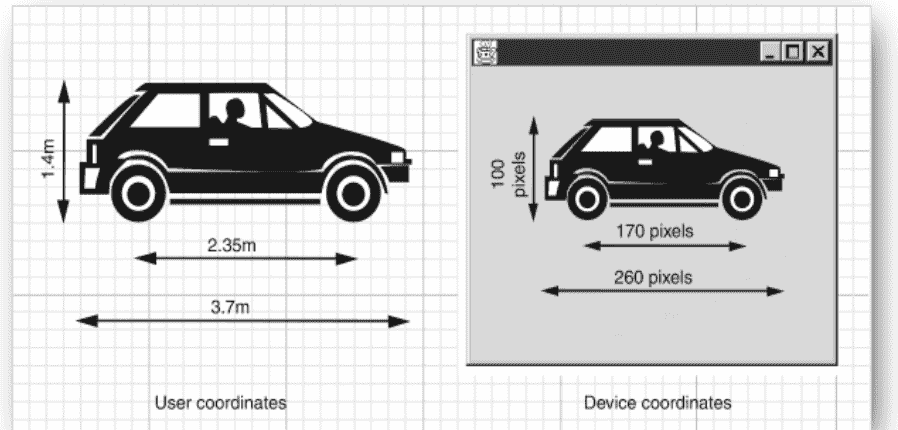 1.4m
2.35m
3.7m
User coordinates
100
pixels
170 pixels
260 pixels
Device coordinates